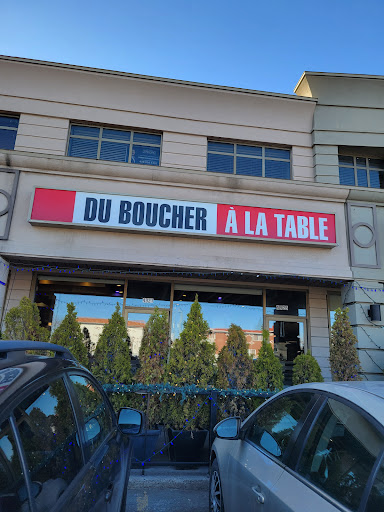 DU BOUCHER À LA TABLE